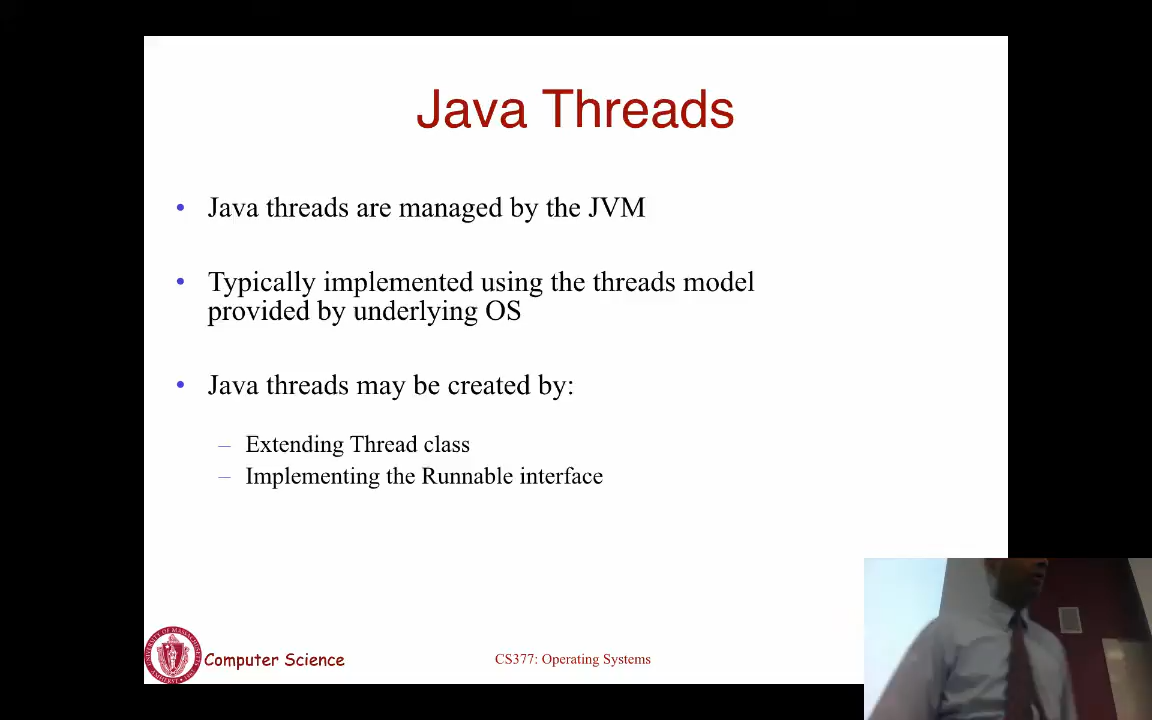 Java Threads
• Java threads are managed by the JVM
• Typically implemented using the threads model
provided by underlying OS
• Java threads may be created by:
– Extending Thread class
– Implementing the Runnable interface
Computer Science
CS377: Operating Systems